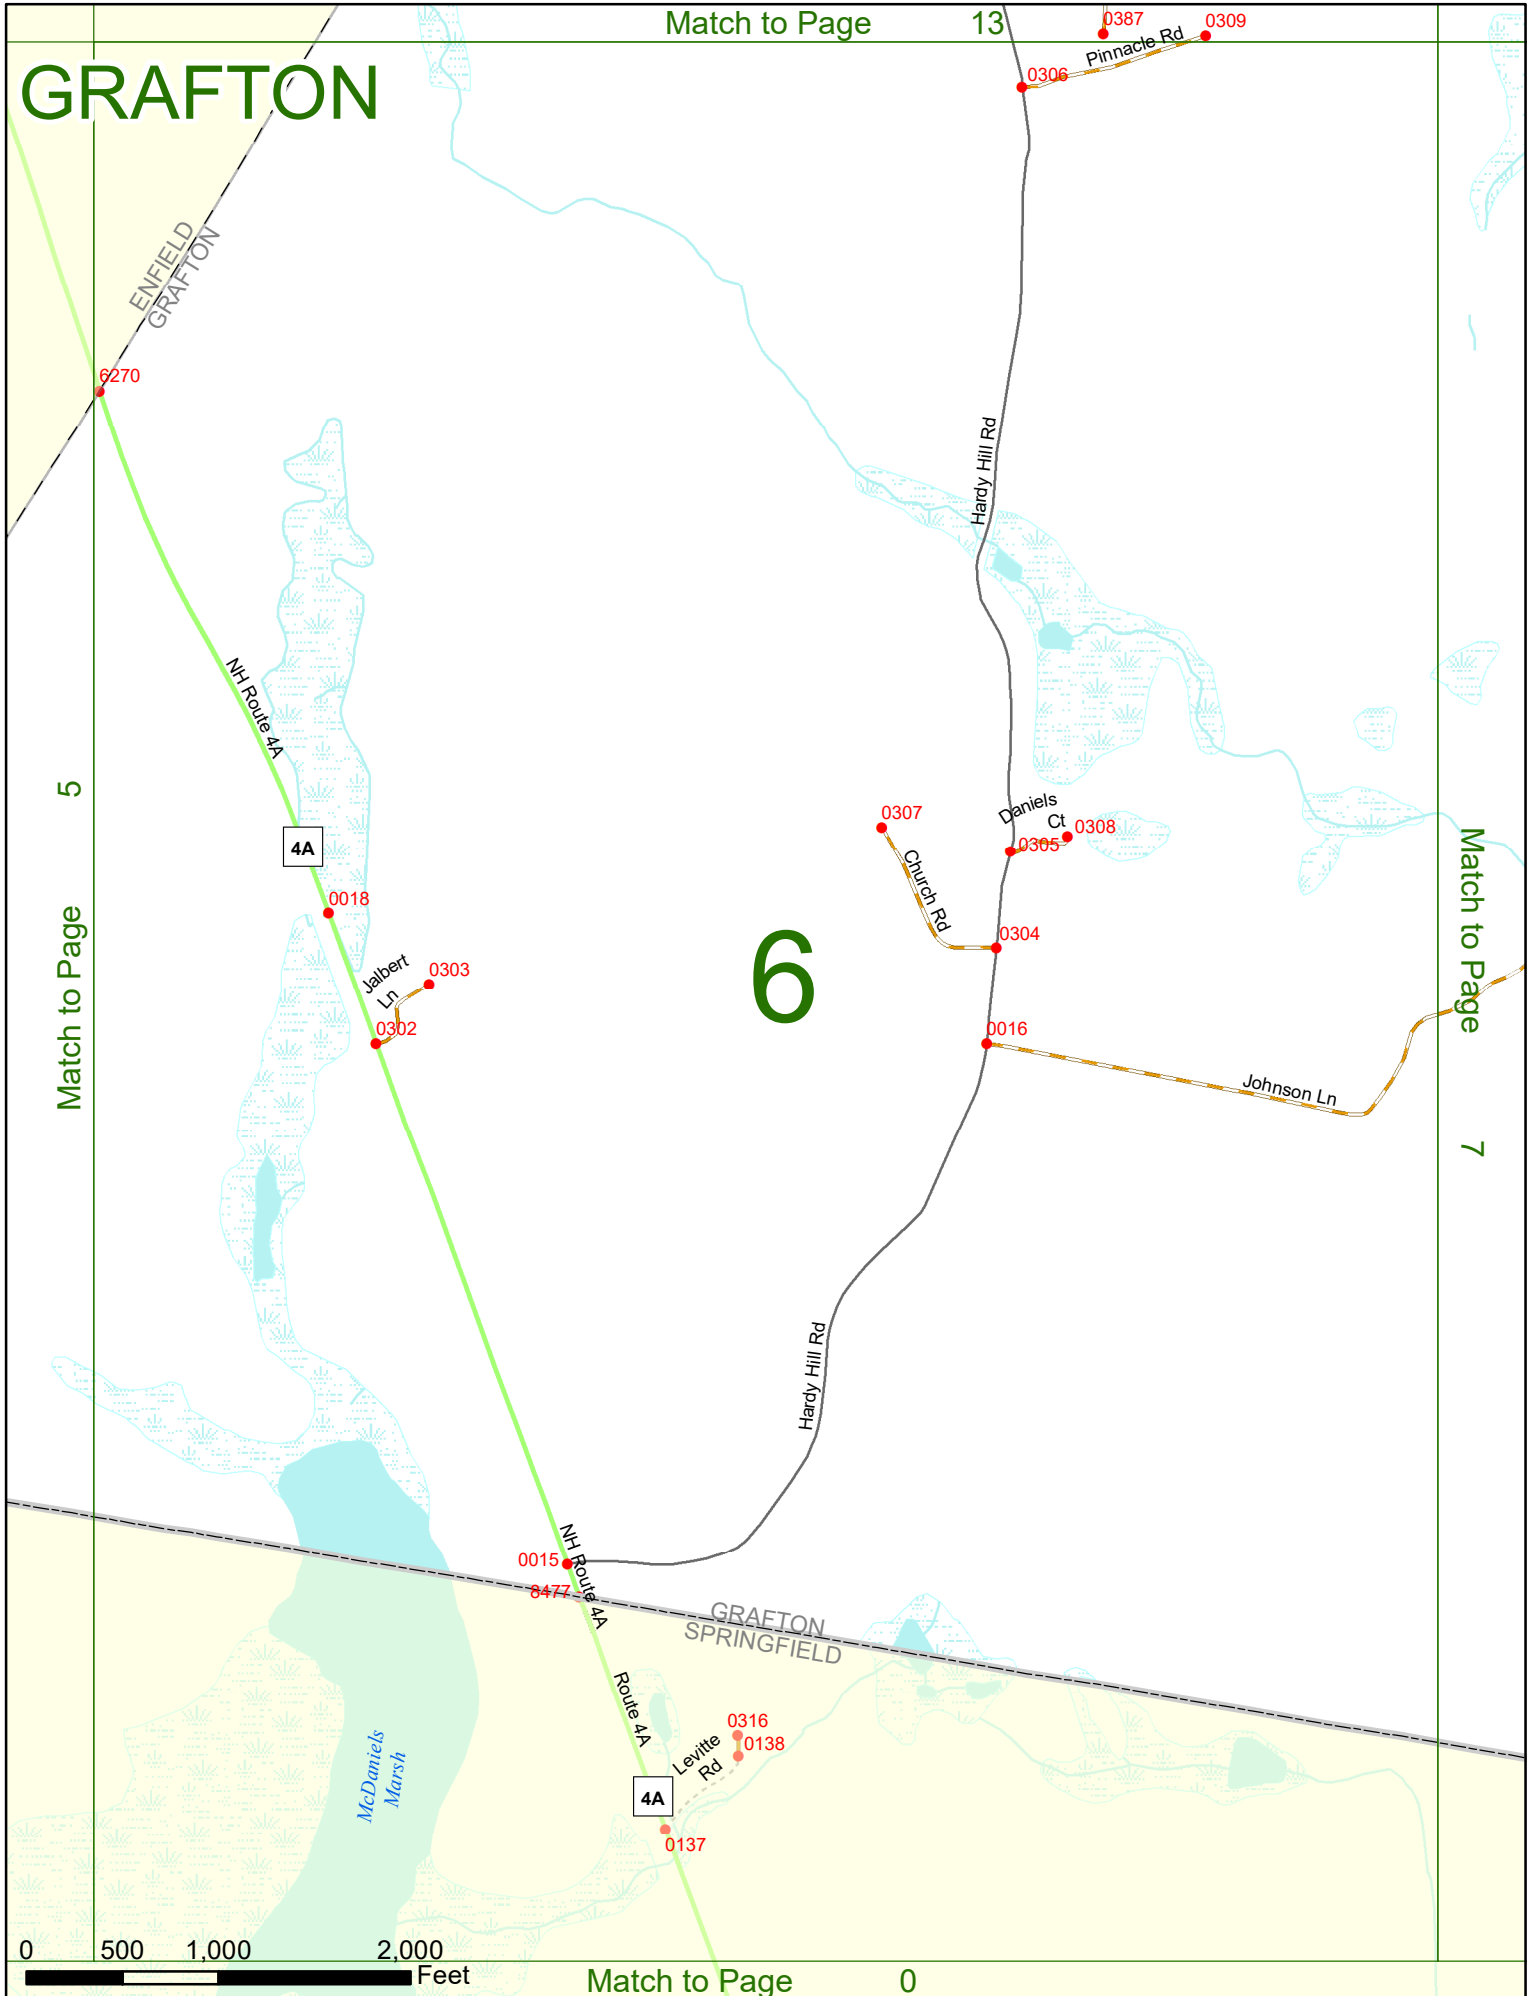 Match to Page 13
0387
0309
Pinnacle Rd
0306
GRAFTON
ENFIELD
GRAFTON
6270
Hardy Hill Rd
NH Route 4A
Match to Page 5
4A
0307
Daniels
Ct
0308
0305
Church Rd
Match to Page 7
0018
0304
6
Jalbert
Ln
0303
0302
0016
Johnson Ln
Hardy Hill Rd
NH Route 4A
0015
8477
GRAFTON
SPRINGFIELD
Route 4A
0316
0138
Levitte
Rd
McDaniels
Marsh
4A
0137
0 500 1,000 2,000
Feet
Match to Page 0